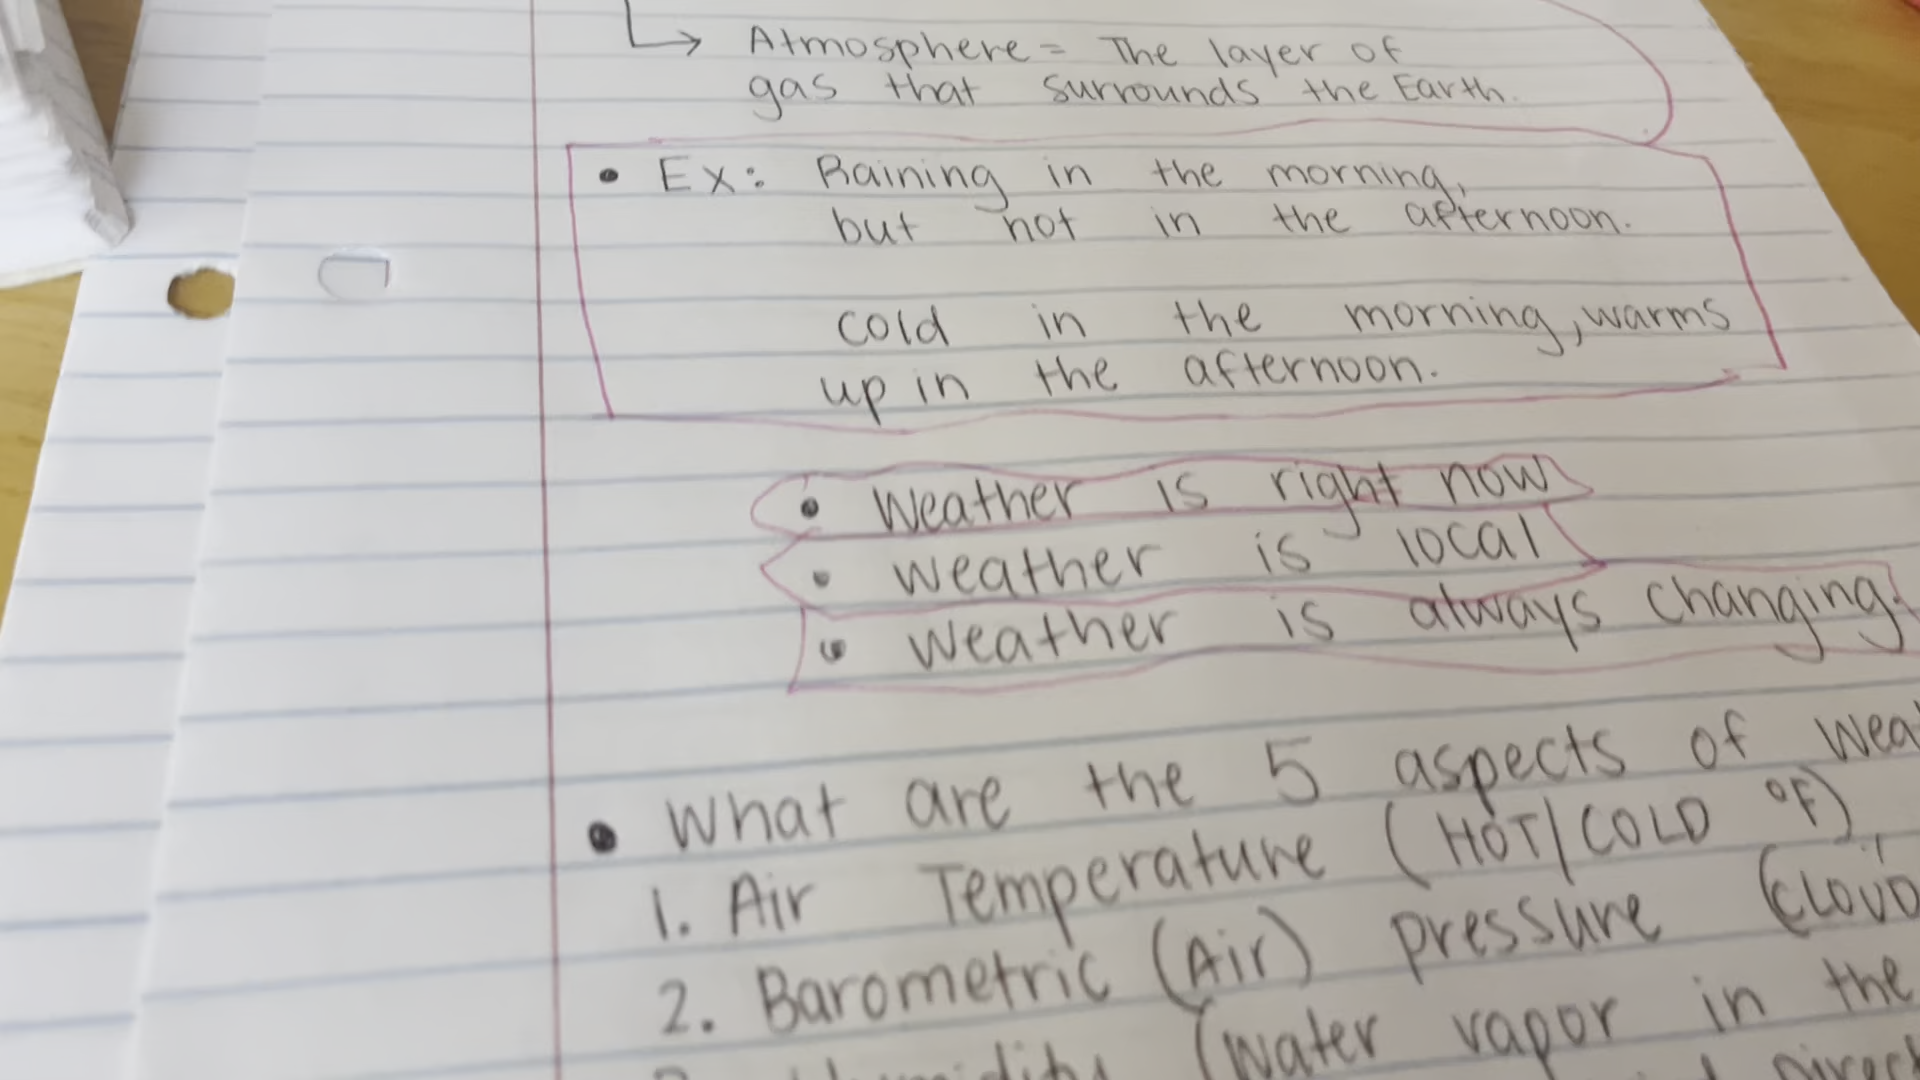 → Atmosphere = The layer of
gas that surrounds the Earth.
• Ex: Raining in the morning,
but not in the afternoon.
cold in the morning, warms
up in the afternoon.
• Weather is right now
• weather is local
• weather is always changing.
• What are the 5 aspects of
1. Air Temperature (HOT/COLD °F)
2. Barometric (Air) pressure
(water vapor in the